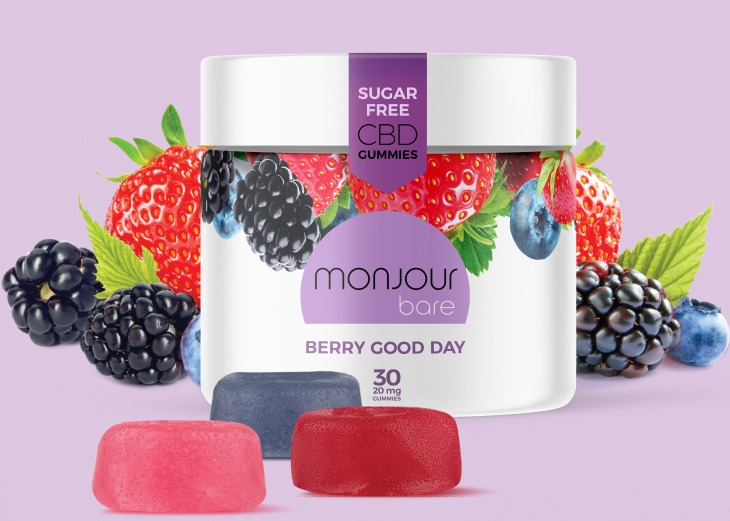 SUGAR
FREE
CBD
GUMMIES
monjour
bare
BERRY GOOD DAY
30
20 mg
GUMMIES